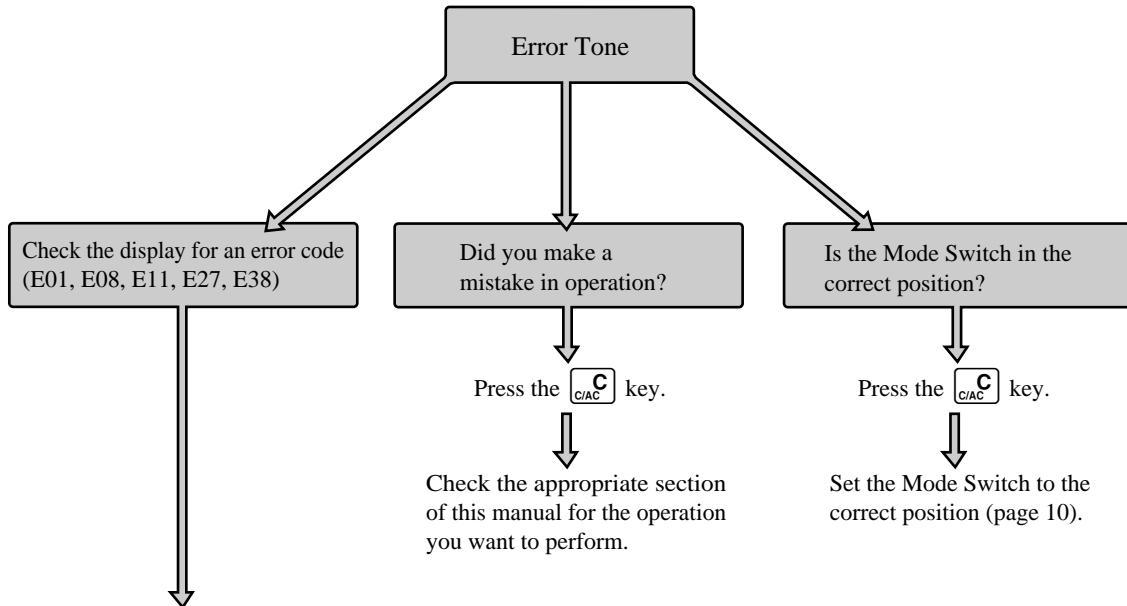 Error Tone
Check the display for an error code
(E01, E08, E11, E27, E38)
Did you make a
mistake in operation?
Is the Mode Switch in the
correct position?
Press the C/AC C key.
Press the C/AC C key.
Check the appropriate section
of this manual for the operation
you want to perform.
Set the Mode Switch to the
correct position (page 10).